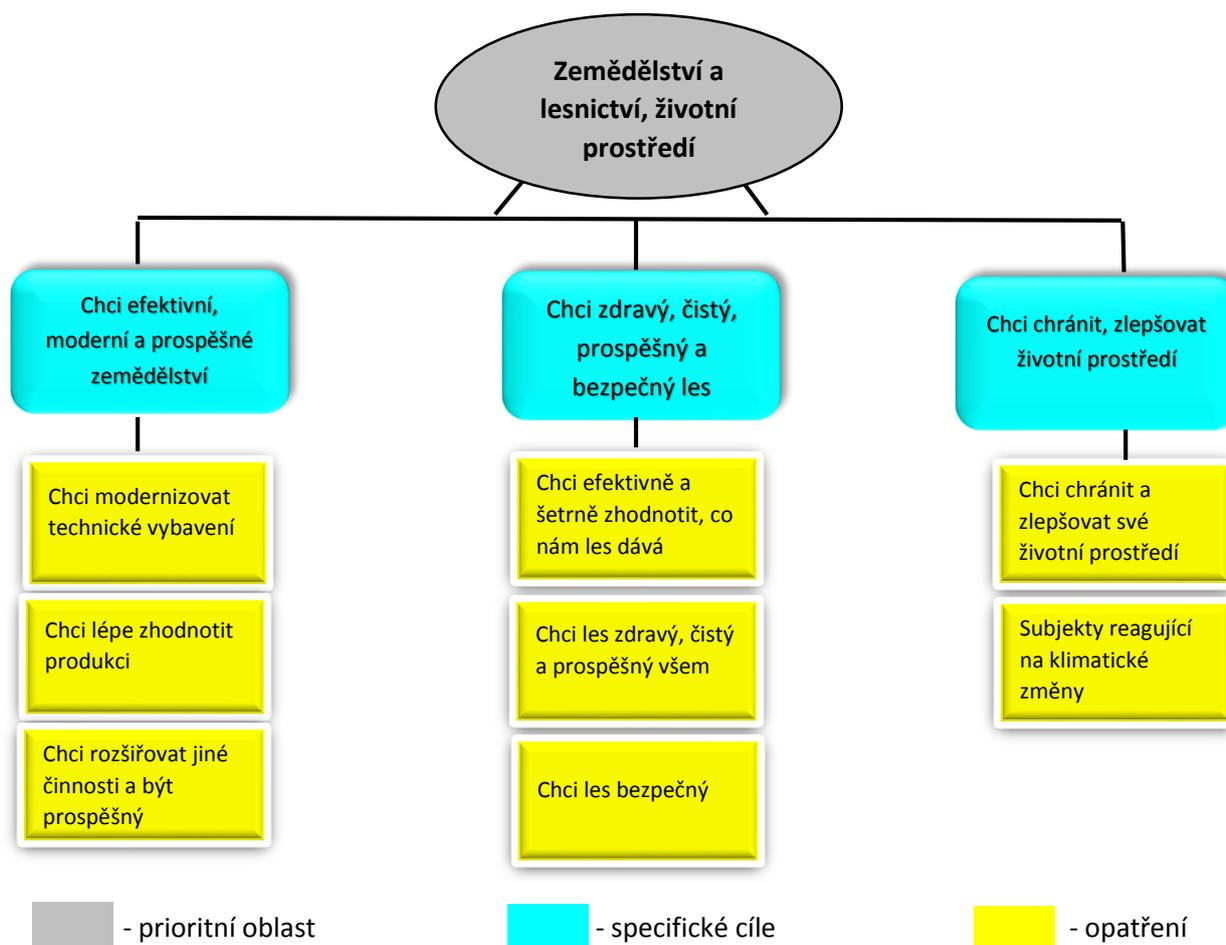 Zemědělství a
lesnictví, životní
prostředí
Chci efektivní,
moderní a prospěšné
zemědělství
Chci modernizovat
technické vybavení
Chci lépe zhodnotit
produkci
Chci rozšiřovat jiné
činnosti a být
prospěšný
Chci zdravý, čistý,
prospěšný a
bezpečný les
Chci efektivně a
šetrně zhodnotit, co
nám les dává
Chci les zdravý, čistý
a prospěšný všem
Chci les bezpečný
Chci chránit, zlepšovat
životní prostředí
Chci chránit a
zlepšovat své
životní prostředí
Subjekty reagující
na klimatické
změny
- prioritní oblast
- specifické cíle
- opatření